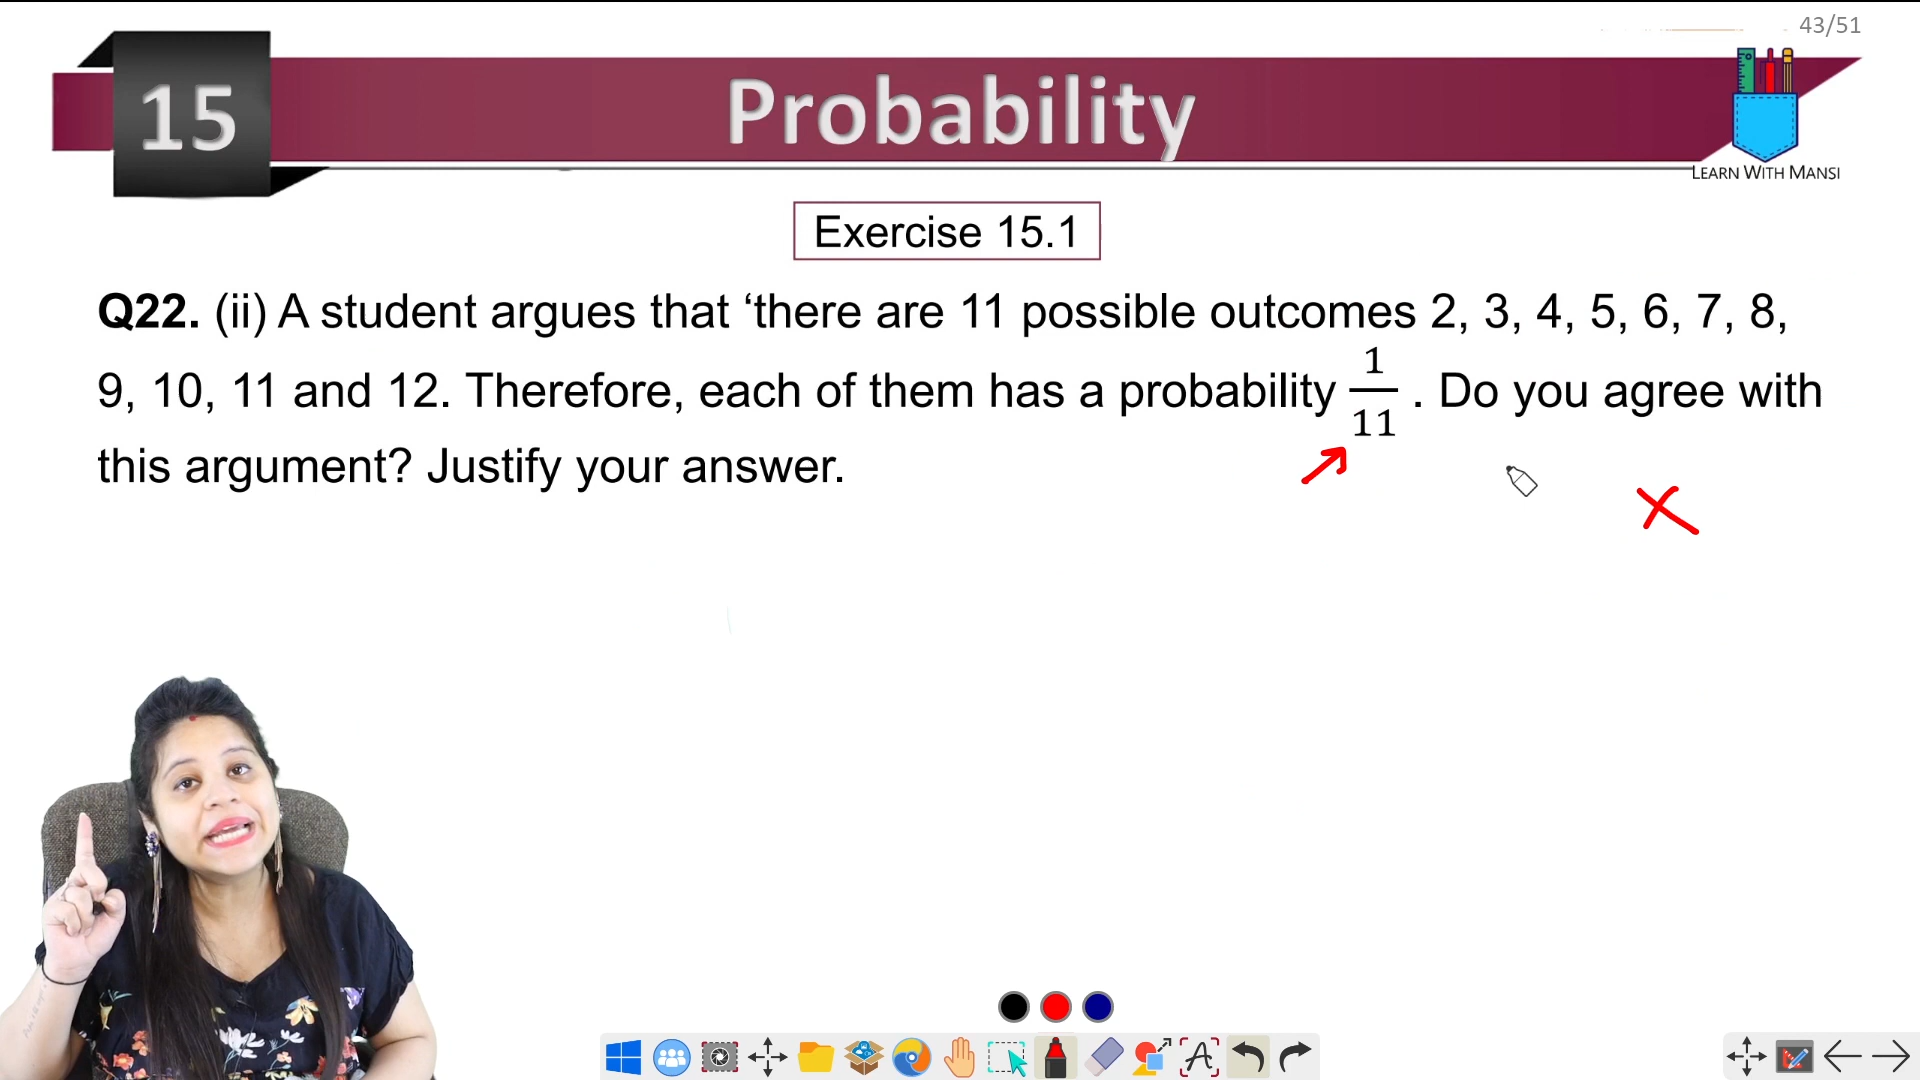 43/51
15
Probability
LEARN WITH MANSI
Exercise 15.1
Q22. (ii) A student argues that ‘there are 11 possible outcomes 2, 3, 4, 5, 6, 7, 8,
9, 10, 11 and 12. Therefore, each of them has a probability 1/11 . Do you agree with
this argument? Justify your answer.